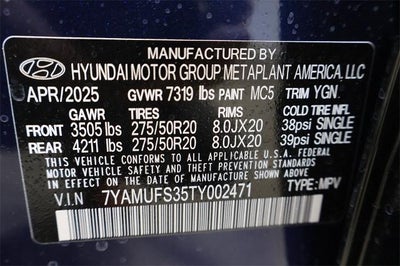 MANUFACTURED BY
HYUNDAI MOTOR GROUP METAPLANT AMERICA, LLC
APR/2025 GVWR 7319 lbs PAINT MC5 TRIM YGN
GAWR TIRES RIMS COLD TIRE INFL
FRONT 3505 lbs 275/50R20 8.0JX20 38psi SINGLE
REAR 4211 lbs 275/50R20 8.0JX20 39psi SINGLE
THIS VEHICLE CONFORMS TO ALL APPLICABLE U.S.A. FEDERAL
MOTOR VEHICLE SAFETY AND THEFT PREVENTION STANDARDS
IN EFFECT ON THE DATE OF MANUFACTURE SHOWN ABOVE.
V.I.N 7YAMUFS35TY002471 TYPE: MPV